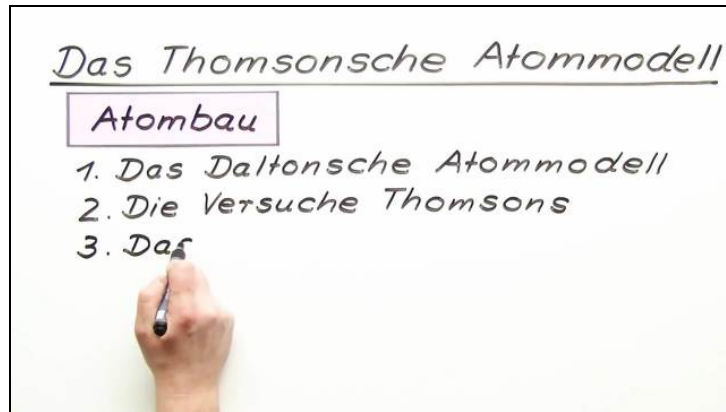 Das Thomsonsche Atommodell
Atombau
1. Das Daltonsche Atommodell
2. Die Versuche Thomsons
3. Das